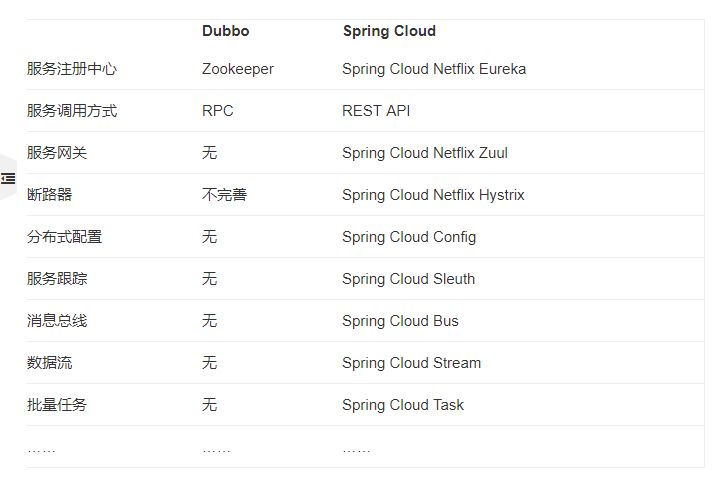 Dubbo Spring Cloud
服务注册中心 Zookeeper Spring Cloud Netflix Eureka
服务调用方式 RPC REST API
服务网关 无 Spring Cloud Netflix Zuul
断路器 不完善 Spring Cloud Netflix Hystrix
分布式配置 无 Spring Cloud Config
服务跟踪 无 Spring Cloud Sleuth
消息总线 无 Spring Cloud Bus
数据流 无 Spring Cloud Stream
批量任务 无 Spring Cloud Task
…… …… ……